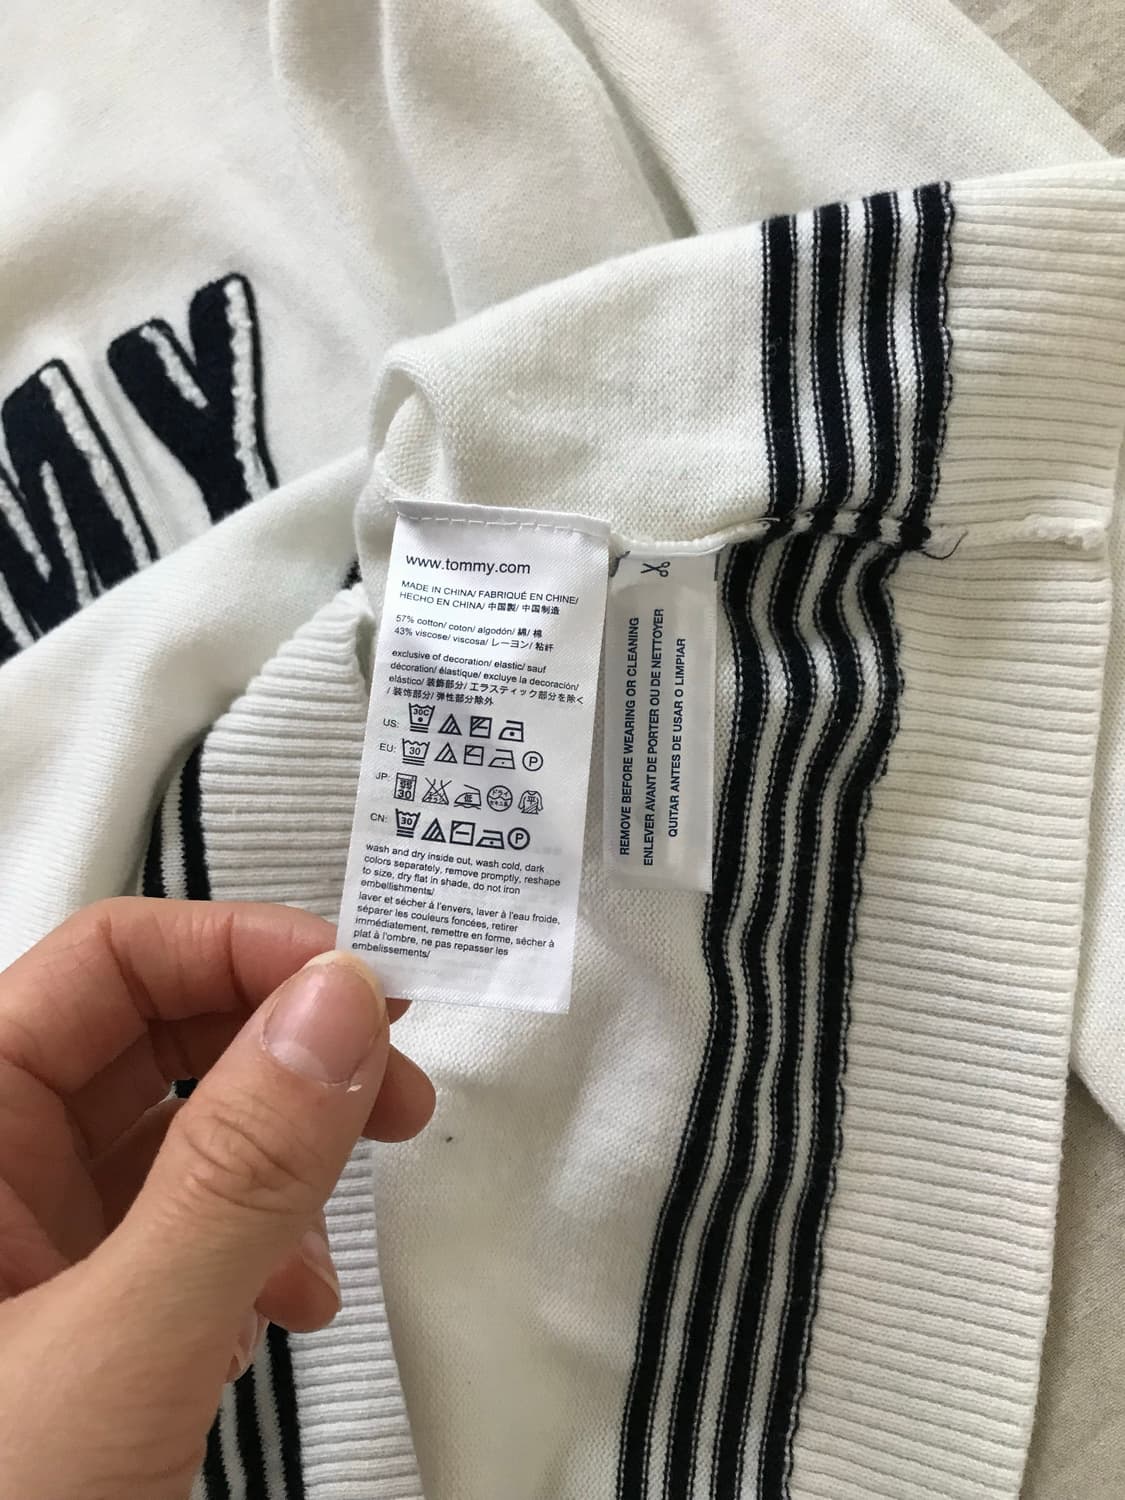 MY
www.tommy.com
MADE IN CHINA/ FABRIQUÉ EN CHINE/
HECHO EN CHINA/ 中国製/ 中国制造
57% cotton/ coton/ algodón/ 綿/ 棉
43% viscose/ viscosa/ レーヨン/ 粘纤
exclusive of decoration/ elastic/ sauf
décoration/ élastique/ excluye la decoración/
elástico/ 装飾部分/ エラスティック部分を除く
/ 装饰部分/ 弹性部分除外
US: 30C
EU: 30 P
JP: 30
CN: 30 P
wash and dry inside out, wash cold, dark
colors separately, remove promptly, reshape
to size, dry flat in shade, do not iron
embellishments/
laver et sécher à l'envers, laver à l'eau froide,
séparer les couleurs foncées, retirer
immédiatement, remettre en forme, sécher à
plat à l'ombre, ne pas repasser les
embelissements/
REMOVE BEFORE WEARING OR CLEANING
ENLEVER AVANT DE PORTER OU DE NETTOYER
QUITAR ANTES DE USAR O LIMPIAR